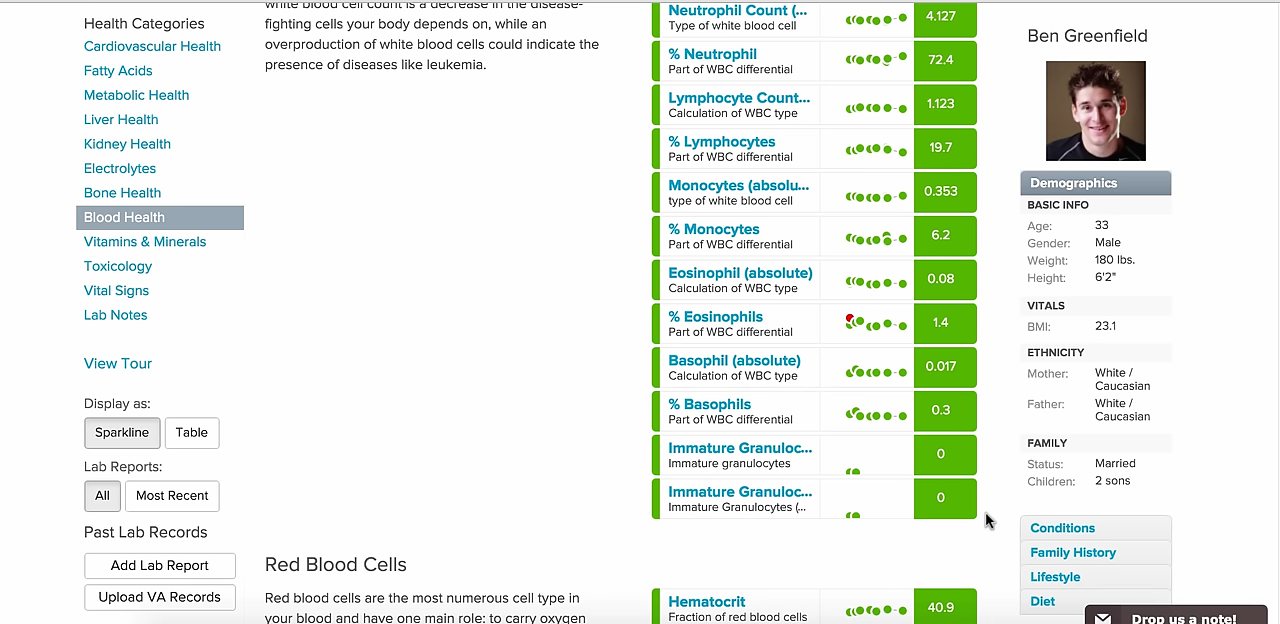 Health Categories
Cardiovascular Health
Fatty Acids
Metabolic Health
Liver Health
Kidney Health
Electrolytes
Bone Health
Blood Health
Vitamins & Minerals
Toxicology
Vital Signs
Lab Notes
View Tour
Display as:
Sparkline
Table
Lab Reports:
All
Most Recent
Past Lab Records
Add Lab Report
Upload VA Records
white blood cell count is a decrease in the disease-
fighting cells your body depends on, while an
overproduction of white blood cells could indicate the
presence of diseases like leukemia.
Neutrophil Count (...
Type of white blood cell
4.127
% Neutrophil
Part of WBC differential
72.4
Lymphocyte Count...
Calculation of WBC type
1.123
% Lymphocytes
Part of WBC differential
19.7
Monocytes (absolu...
type of white blood cell
0.353
% Monocytes
Part of WBC differential
6.2
Eosinophil (absolute)
Calculation of WBC type
0.08
% Eosinophils
Part of WBC differential
1.4
Basophil (absolute)
Calculation of WBC type
0.017
% Basophils
Part of WBC differential
0.3
Immature Granuloc...
Immature granulocytes
0
Immature Granuloc...
Immature Granulocytes (...
0
Red Blood Cells
Red blood cells are the most numerous cell type in
your blood and have one main role: to carry oxygen
Hematocrit
Fraction of red blood cells
40.9
Ben Greenfield
Demographics
BASIC INFO
Age: 33
Gender: Male
Weight: 180 lbs.
Height: 6'2"
VITALS
BMI: 23.1
ETHNICITY
Mother: White /
Caucasian
Father: White /
Caucasian
FAMILY
Status: Married
Children: 2 sons
Conditions
Family History
Lifestyle
Diet
Drop us a note!